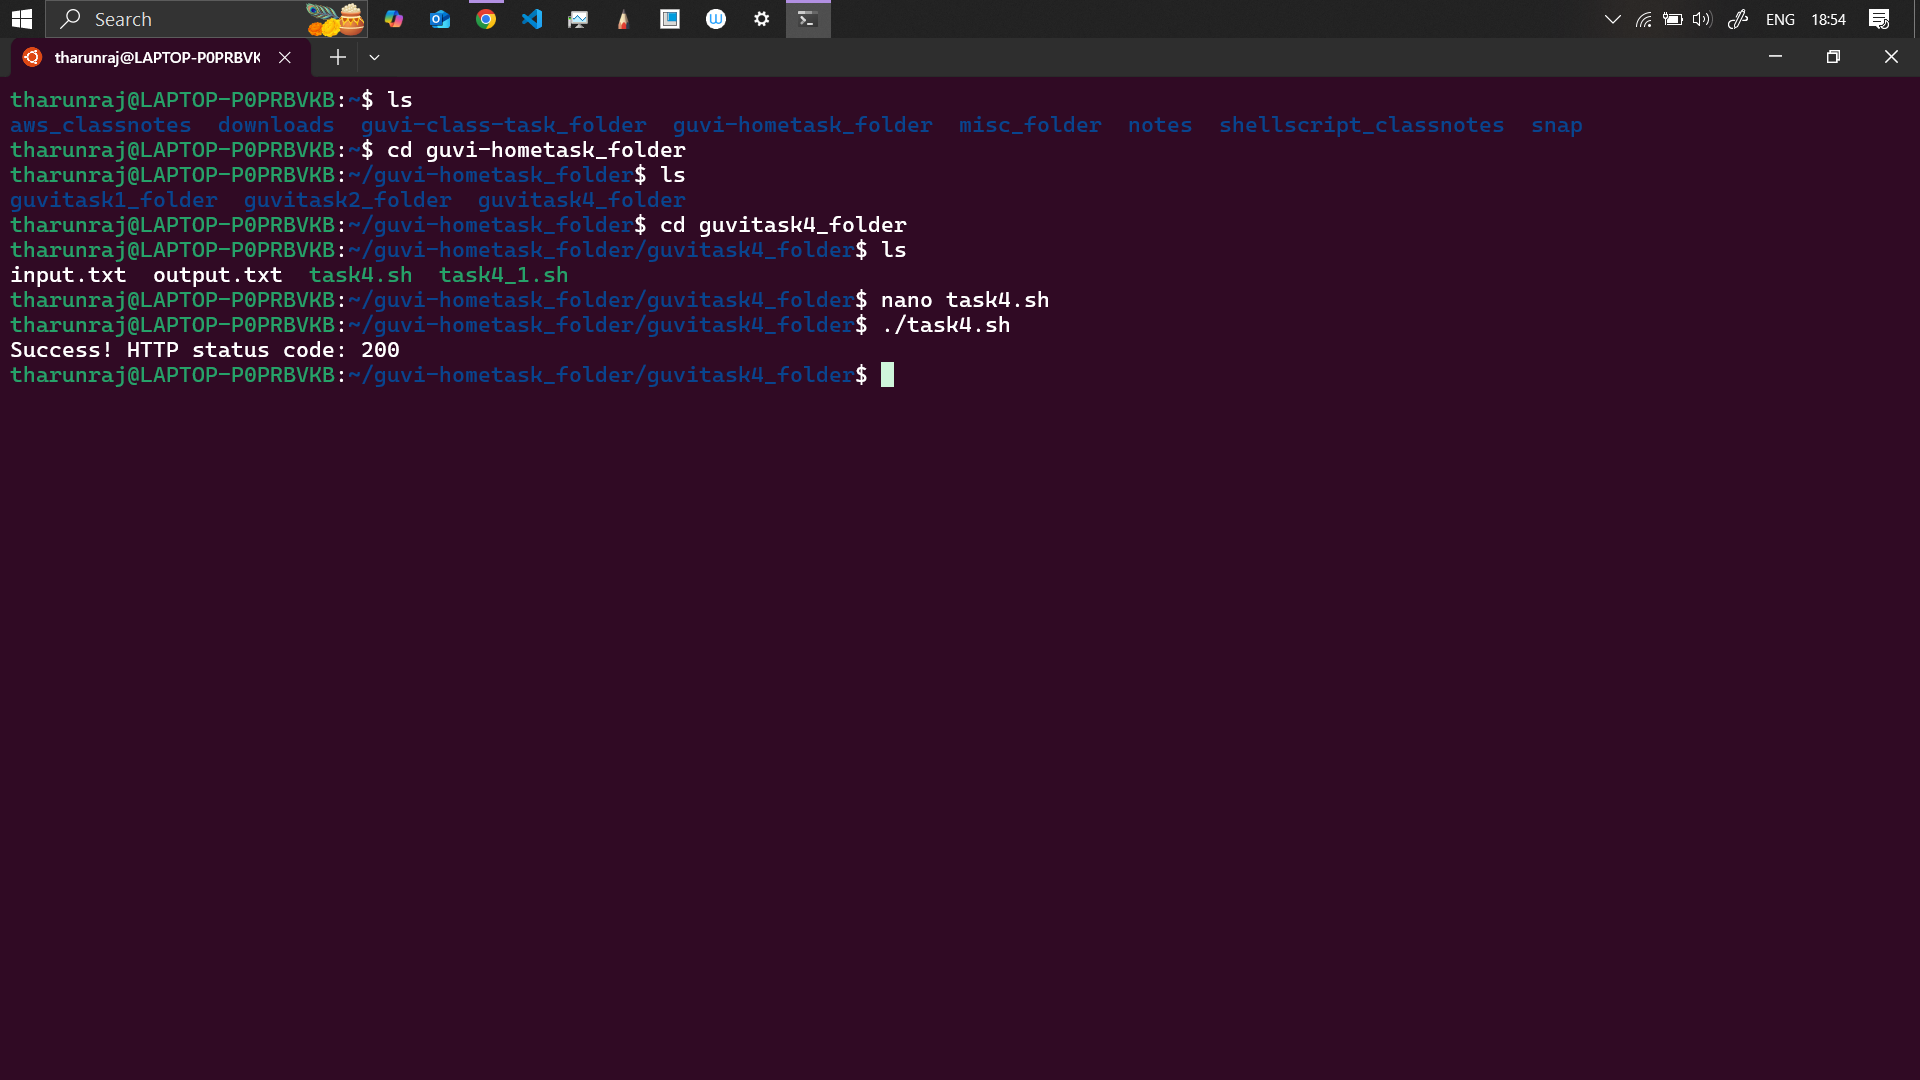 Search
ENG 18:54
tharunraj@LAPTOP-P0PRBVK
tharunraj@LAPTOP-P0PRBVKB:~$ ls
aws_classnotes  downloads  guvi-class-task_folder  guvi-hometask_folder  misc_folder  notes  shellscript_classnotes  snap
tharunraj@LAPTOP-P0PRBVKB:~$ cd guvi-hometask_folder
tharunraj@LAPTOP-P0PRBVKB:~/guvi-hometask_folder$ ls
guvitask1_folder  guvitask2_folder  guvitask4_folder
tharunraj@LAPTOP-P0PRBVKB:~/guvi-hometask_folder$ cd guvitask4_folder
tharunraj@LAPTOP-P0PRBVKB:~/guvi-hometask_folder/guvitask4_folder$ ls
input.txt  output.txt  task4.sh  task4_1.sh
tharunraj@LAPTOP-P0PRBVKB:~/guvi-hometask_folder/guvitask4_folder$ nano task4.sh
tharunraj@LAPTOP-P0PRBVKB:~/guvi-hometask_folder/guvitask4_folder$ ./task4.sh
Success! HTTP status code: 200
tharunraj@LAPTOP-P0PRBVKB:~/guvi-hometask_folder/guvitask4_folder$